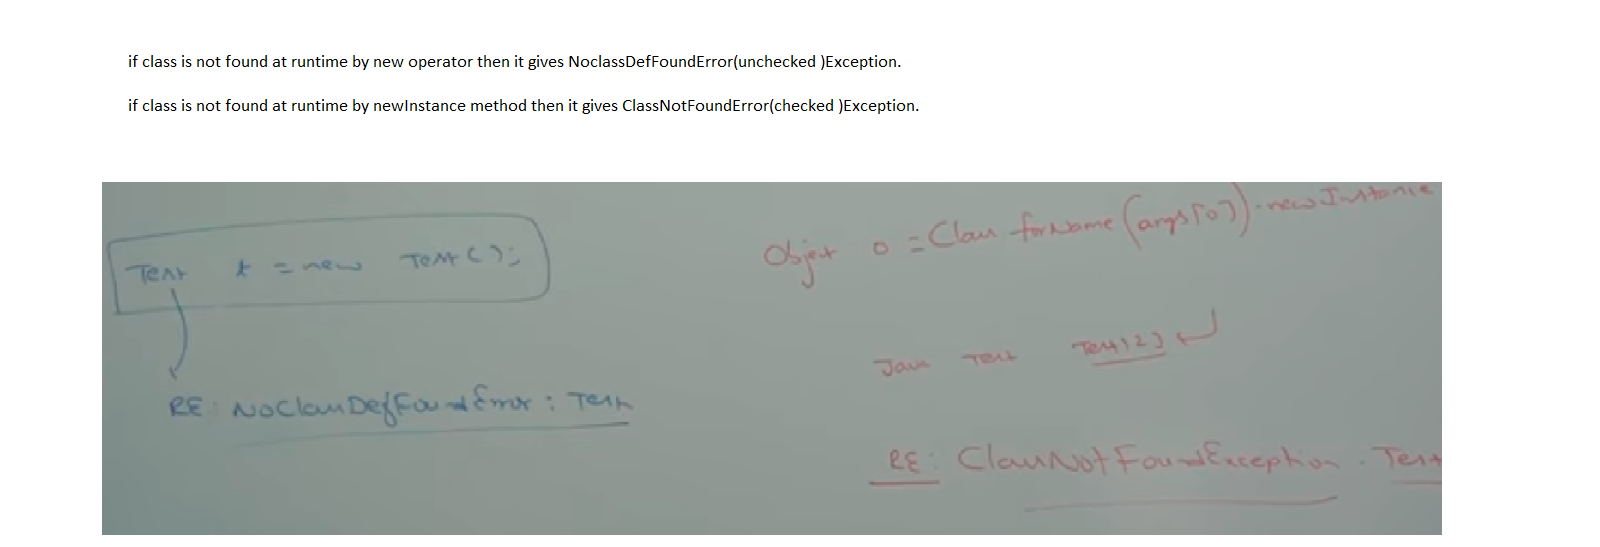 if class is not found at runtime by new operator then it gives NoclassDefFoundError(unchecked )Exception.
if class is not found at runtime by newInstance method then it gives ClassNotFoundError(checked )Exception.
Test t = new Test();
RE: NoClassDefFoundError : Test
Object o = Class.forName(args[0]).newInstance
Java Test Test123 ↵
RE: ClassNotFoundException. Test